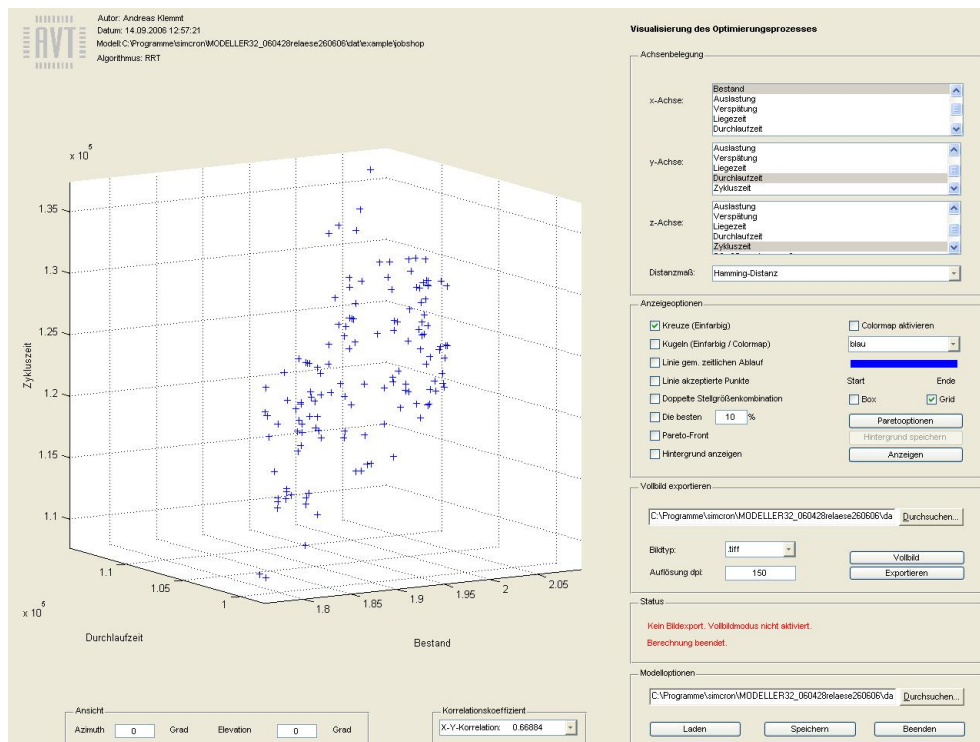 AVT
Autor: Andreas Klemmt
Datum: 14.09.2006 12:57:21
Modell:C:\Programme\simcron\MODELLER32_060428relaese260606\dat\example\jobshop
Algorithmus: RRT
x 10^5
1.35
1.3
1.25
1.2
1.15
1.1
Zykluszeit
1.1
1.05
1
x 10^5
Durchlaufzeit
1.8
1.85
1.9
1.95
2
2.05
Bestand
Ansicht
Azimuth 0 Grad Elevation 0 Grad
Korrelationskoeffizient
X-Y-Korrelation: 0.66884
Visualisierung des Optimierungsprozesses
Achsenbelegung
x-Achse:
Bestand
Auslastung
Verspätung
Liegezeit
Durchlaufzeit
y-Achse:
Auslastung
Verspätung
Liegezeit
Durchlaufzeit
Zykluszeit
z-Achse:
Auslastung
Verspätung
Liegezeit
Durchlaufzeit
Zykluszeit
Distanzmaß: Hamming-Distanz
Anzeigeoptionen
Kreuze (Einfarbig) Colormap aktivieren
Kugeln (Einfarbig / Colormap) blau
Linie gem. zeitlichen Ablauf
Linie akzeptierte Punkte Start Ende
Doppelte Stellgrößenkombination Box Grid
Die besten 10 % Paretooptionen
Pareto-Front Hintergrund speichern
Hintergrund anzeigen Anzeigen
Vollbild exportieren
C:\Programme\simcron\MODELLER32_060428relaese260606\da Durchsuchen...
Bildtyp: .tiff Vollbild
Auflösung dpi: 150 Exportieren
Status
Kein Bildexport. Vollbildmodus nicht aktiviert.
Berechnung beendet.
Modelloptionen
C:\Programme\simcron\MODELLER32_060428relaese260606\da Durchsuchen...
Laden Speichern Beenden